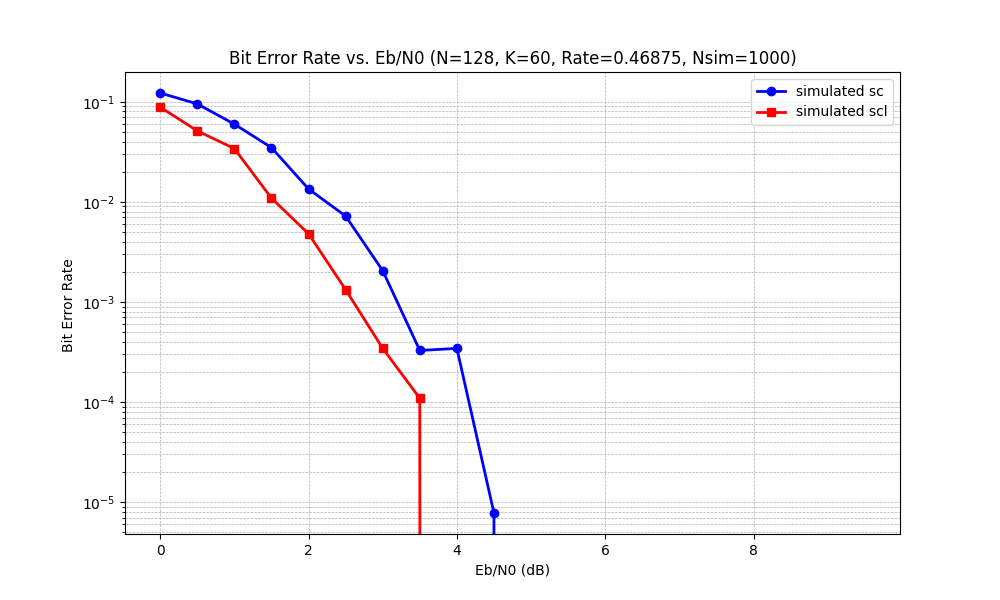 Bit Error Rate vs. Eb/N0 (N=128, K=60, Rate=0.46875, Nsim=1000)
simulated sc
simulated scl
Bit Error Rate
10⁻¹
10⁻²
10⁻³
10⁻⁴
10⁻⁵
0 2 4 6 8
Eb/N0 (dB)